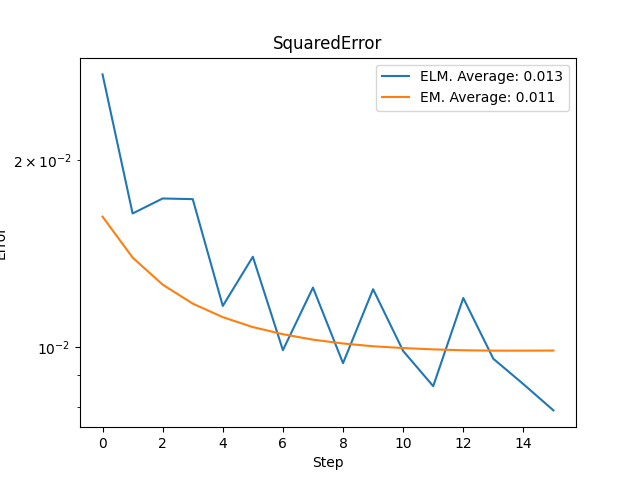 SquaredError
ELM. Average: 0.013
EM. Average: 0.011
2 × 10⁻²
10⁻²
Error
0 2 4 6 8 10 12 14
Step